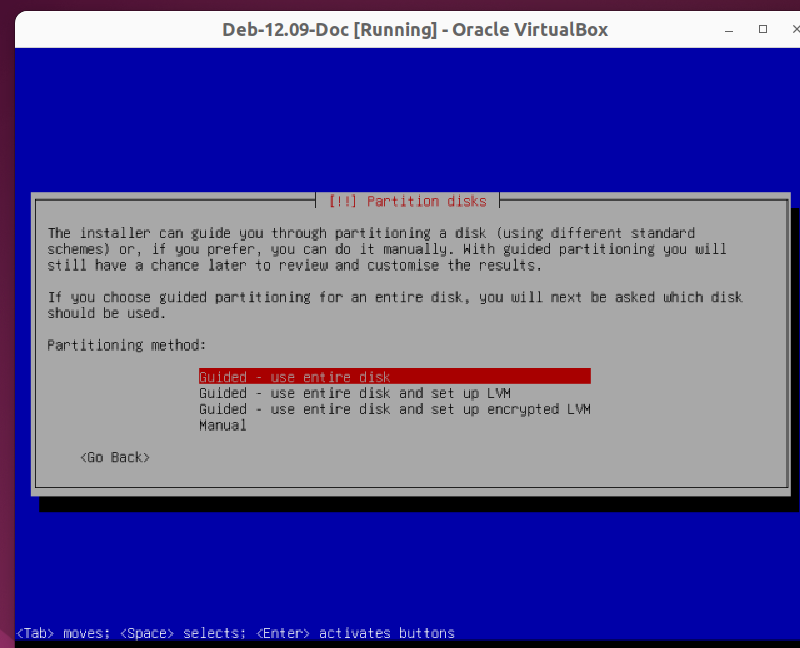 Deb-12.09-Doc [Running] - Oracle VirtualBox
[!!] Partition disks
The installer can guide you through partitioning a disk (using different standard
schemes) or, if you prefer, you can do it manually. With guided partitioning you will
still have a chance later to review and customise the results.
If you choose guided partitioning for an entire disk, you will next be asked which disk
should be used.
Partitioning method:
Guided - use entire disk
Guided - use entire disk and set up LVM
Guided - use entire disk and set up encrypted LVM
Manual
<Go Back>
<Tab> moves; <Space> selects; <Enter> activates buttons